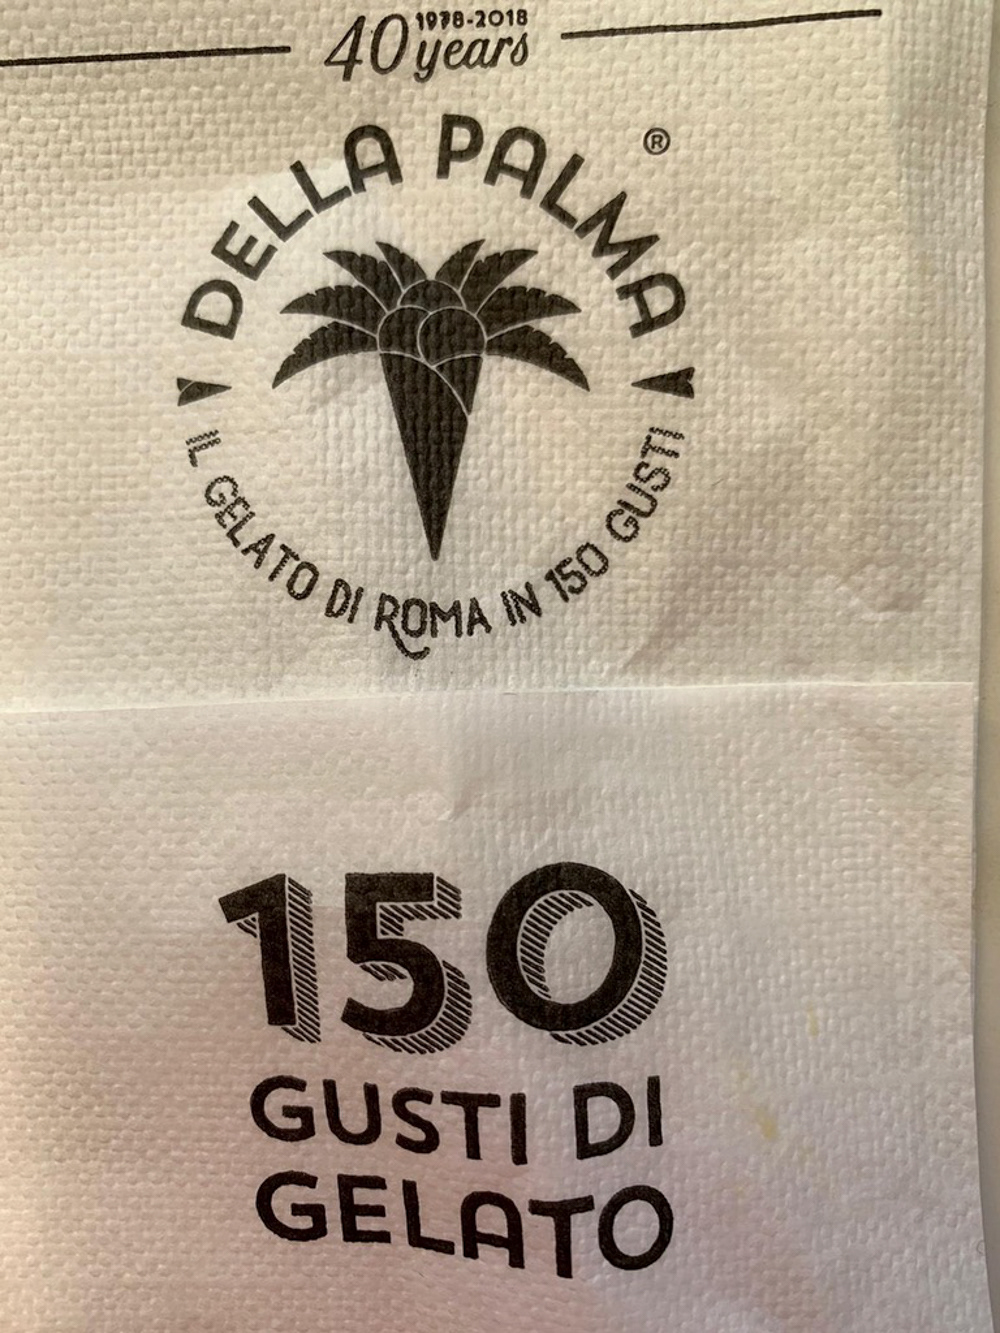 1978-2018
40 years
DELLA PALMA ®
IL GELATO DI ROMA IN 150 GUSTI
150
GUSTI DI
GELATO